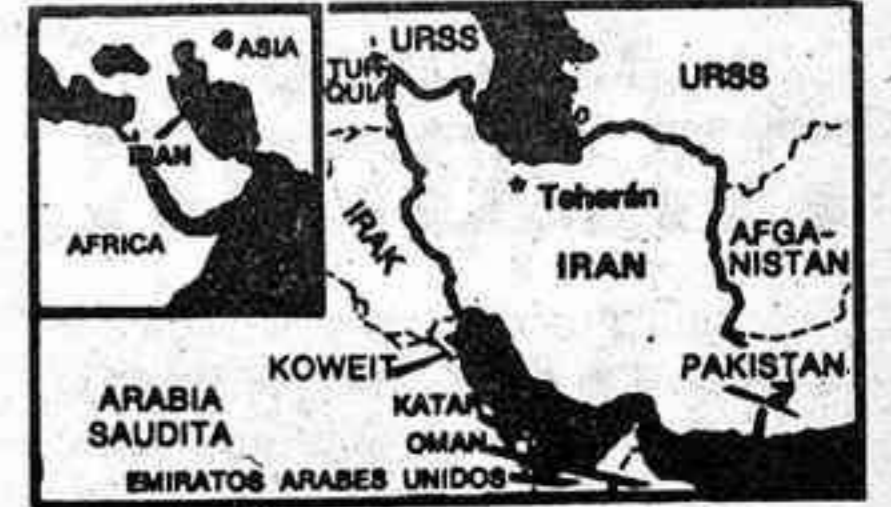 ASIA
IRAN
AFRICA
URSS
TUR-
QUIA
URSS
* Teherán
IRAN
IRAK
AFGA-
NISTAN
KOWEIT
PAKISTAN
ARABIA
SAUDITA
KATAR
OMAN
EMIRATOS ARABES UNIDOS